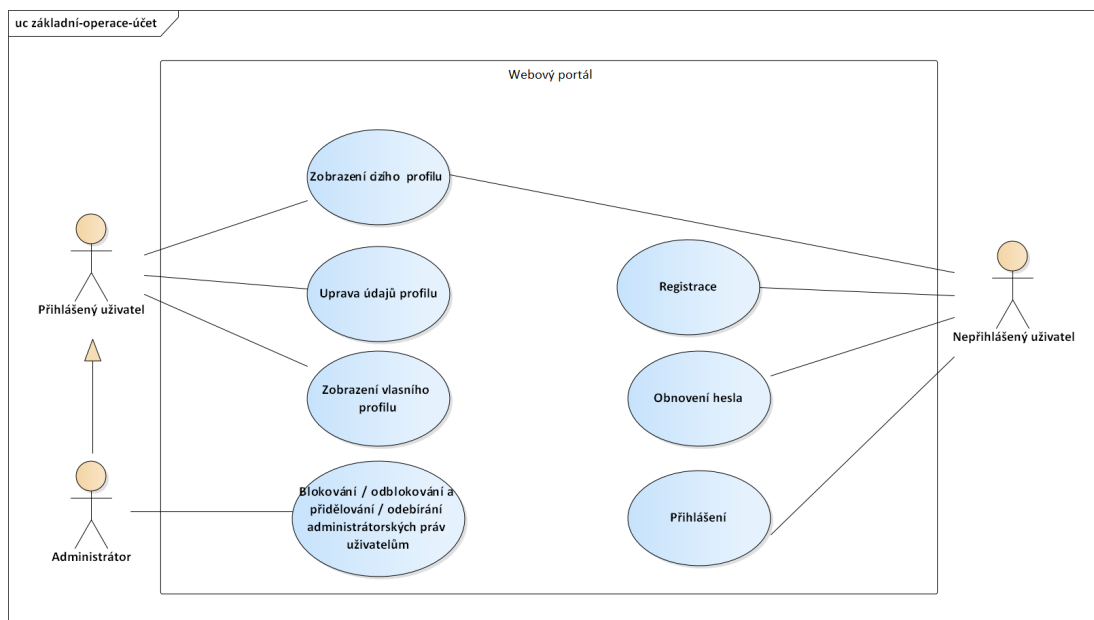 uc základní-operace-účet
Webový portál
Zobrazení cizího profilu
Přihlášený uživatel
Uprava údajů profilu
Registrace
Nepřihlášený uživatel
Zobrazení vlasního
profilu
Obnovení hesla
Administrátor
Blokování / odblokování a
přidělování / odebírání
administrátorských práv
uživatelům
Přihlášení